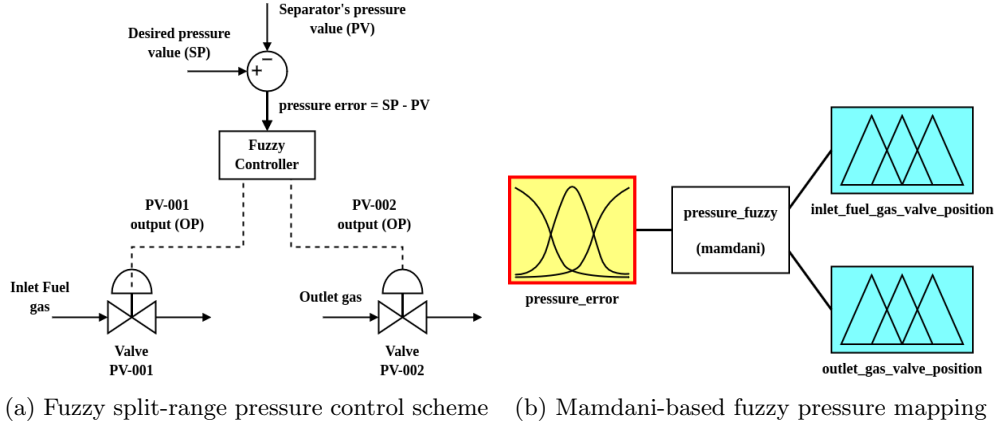 Separator's pressure
value (PV)
Desired pressure
value (SP)
−
+
pressure error = SP - PV
Fuzzy
Controller
PV-001
output (OP)
PV-002
output (OP)
Inlet Fuel
gas
Outlet gas
Valve
PV-001
Valve
PV-002
(a) Fuzzy split-range pressure control scheme
pressure_error
pressure_fuzzy
(mamdani)
inlet_fuel_gas_valve_position
outlet_gas_valve_position
(b) Mamdani-based fuzzy pressure mapping